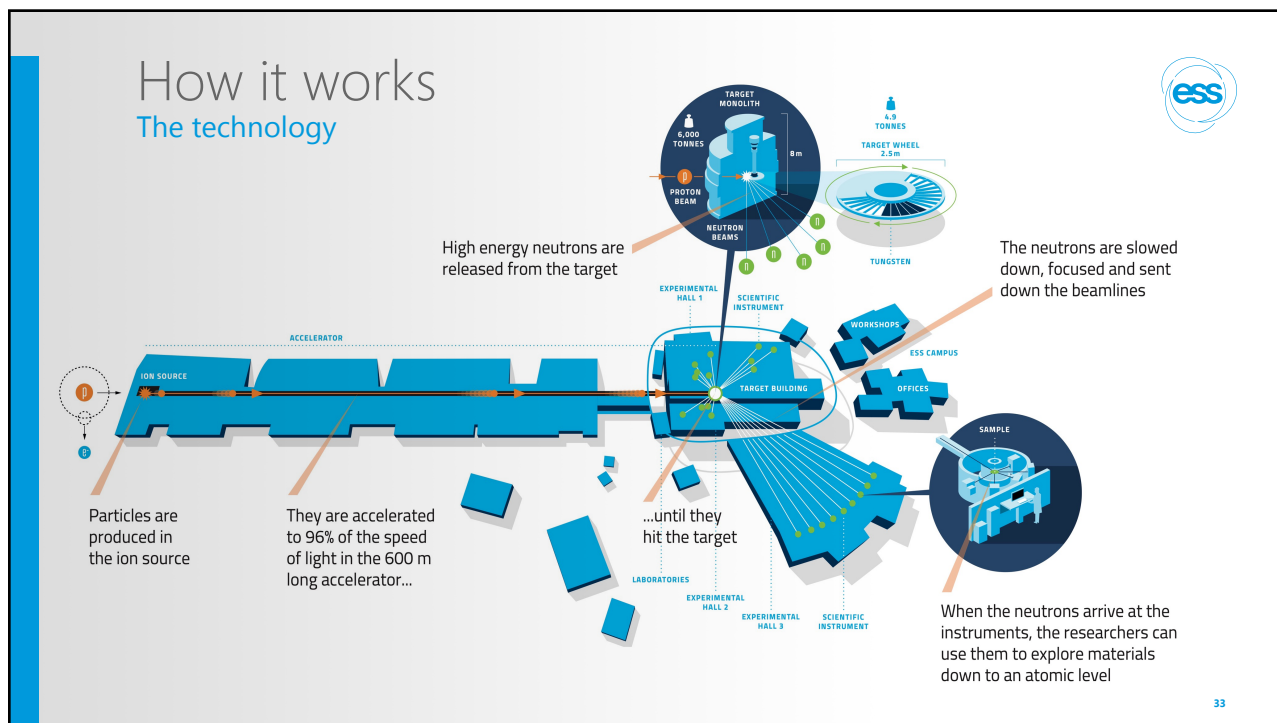 How it works
The technology
ess
TARGET
MONOLITH
6,000
TONNES
8 m
p
PROTON
BEAM
NEUTRON
BEAMS
n
n
n
n
n
4.9
TONNES
TARGET WHEEL
2.5 m
TUNGSTEN
High energy neutrons are
released from the target
The neutrons are slowed
down, focused and sent
down the beamlines
EXPERIMENTAL
HALL 1
SCIENTIFIC
INSTRUMENT
ACCELERATOR
WORKSHOPS
ESS CAMPUS
ION SOURCE
TARGET BUILDING
OFFICES
p
e
SAMPLE
Particles are
produced in
the ion source
They are accelerated
to 96% of the speed
of light in the 600 m
long accelerator...
...until they
hit the target
LABORATORIES
EXPERIMENTAL
HALL 2
EXPERIMENTAL
HALL 3
SCIENTIFIC
INSTRUMENT
When the neutrons arrive at the
instruments, the researchers can
use them to explore materials
down to an atomic level
33